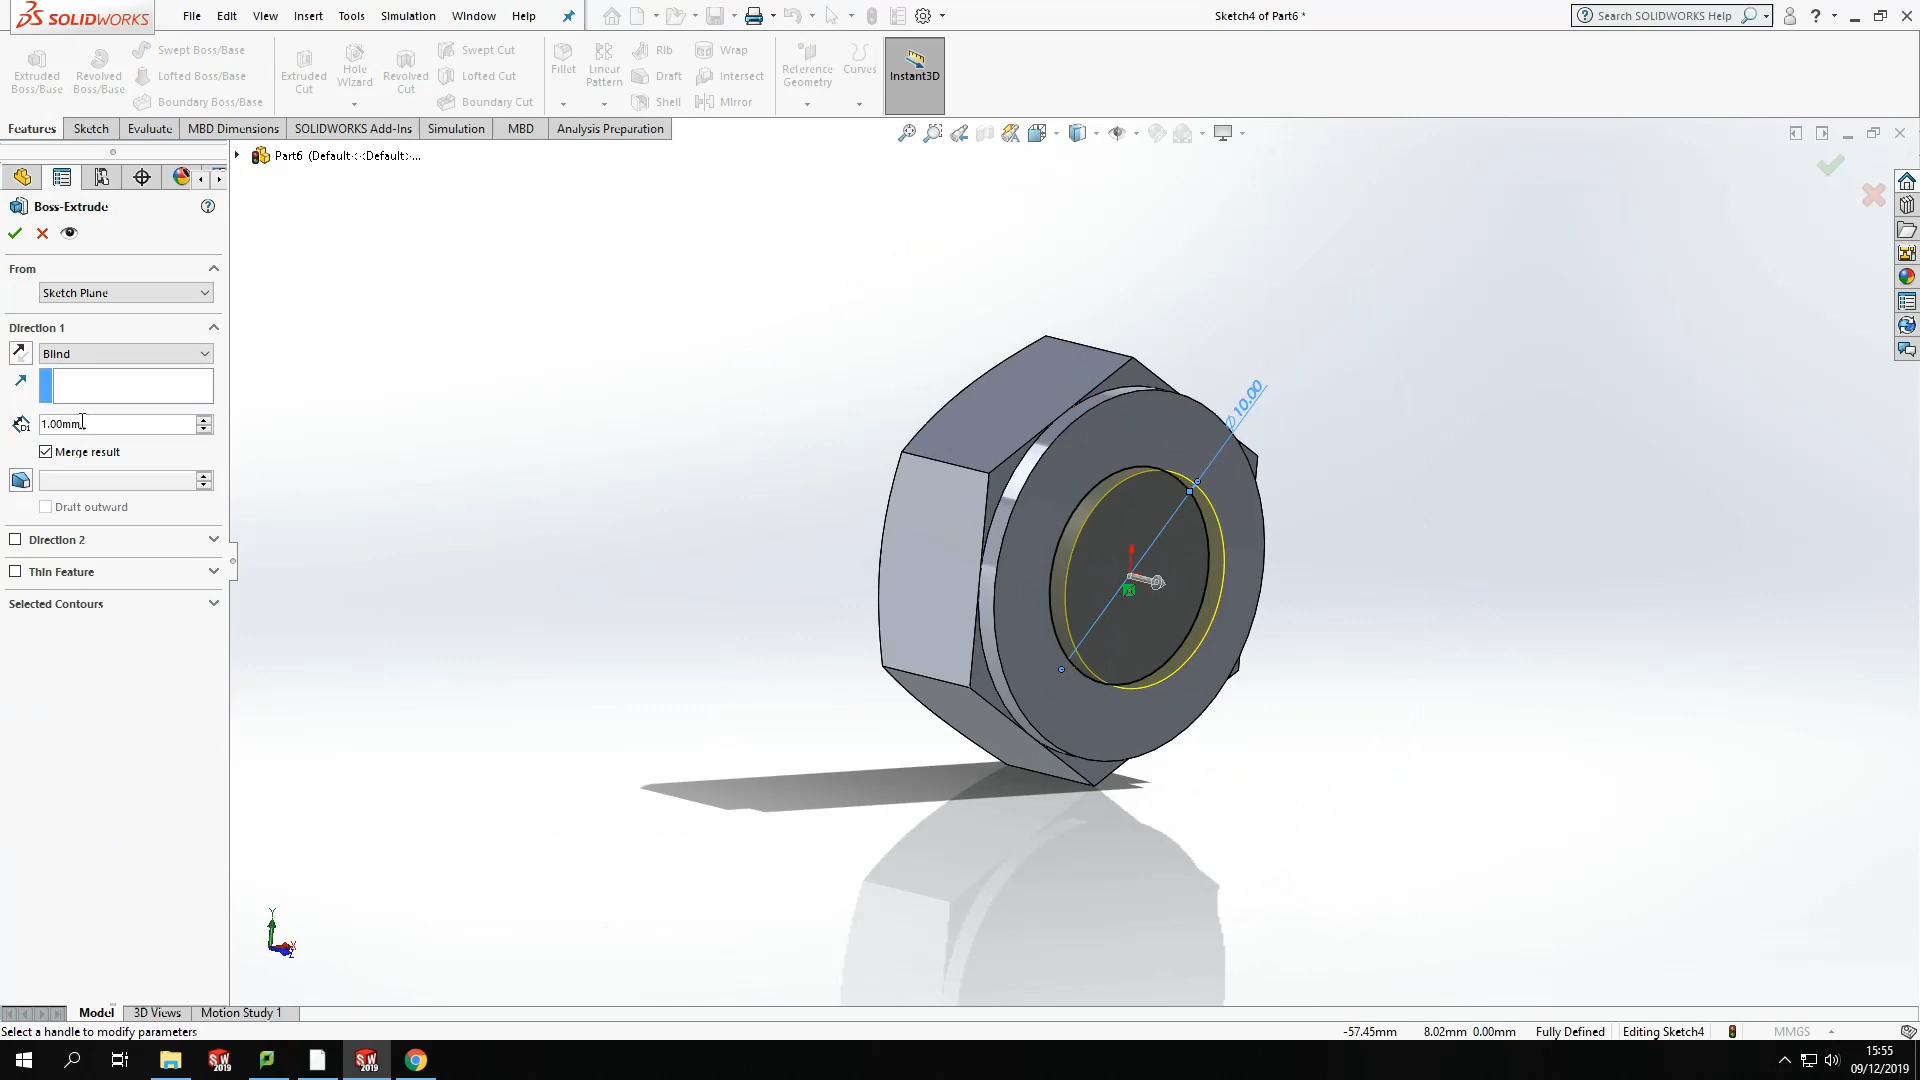 SOLIDWORKS
File Edit View Insert Tools Simulation Window Help
Sketch4 of Part6 *
Search SOLIDWORKS Help
Extruded Boss/Base
Revolved Boss/Base
Swept Boss/Base
Lofted Boss/Base
Boundary Boss/Base
Extruded Cut
Hole Wizard
Revolved Cut
Swept Cut
Lofted Cut
Boundary Cut
Fillet
Linear Pattern
Rib
Draft
Shell
Wrap
Intersect
Mirror
Reference Geometry
Curves
Instant3D
Features Sketch Evaluate MBD Dimensions SOLIDWORKS Add-Ins Simulation MBD Analysis Preparation
Part6 (Default<<Default>...
Boss-Extrude
From
Sketch Plane
Direction 1
Blind
D1
1.00mm
Merge result
Draft outward
Direction 2
Thin Feature
Selected Contours
∅10.00
Y
X
Z
Model 3D Views Motion Study 1
Select a handle to modify parameters
-57.45mm 8.02mm 0.00mm Fully Defined Editing Sketch4 MMGS
SW 2019
SW 2019
15:55
09/12/2019